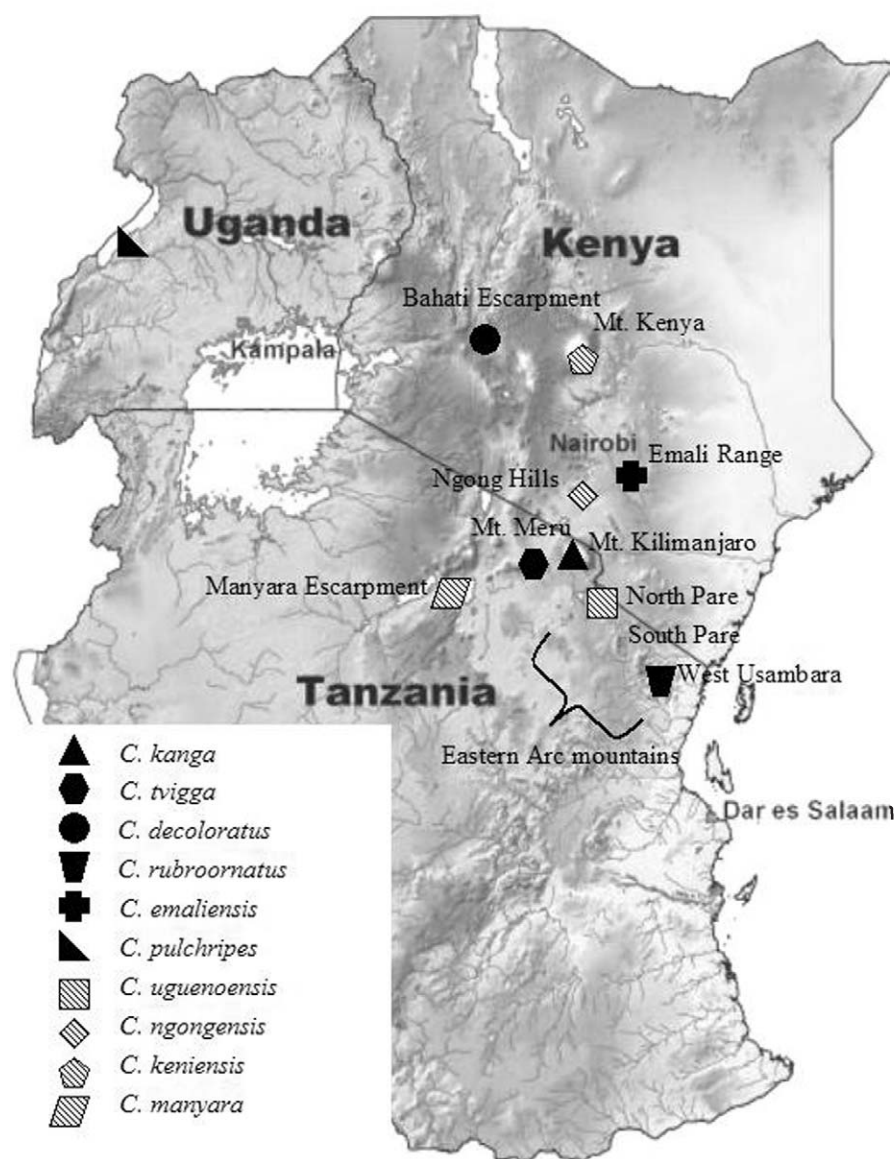 Uganda
Kenya
Bahati Escarpment
Mt. Kenya
Kampala
Nairobi
Emali Range
Ngong Hills
Mt. Meru
Mt. Kilimanjaro
Manyara Escarpment
North Pare
South Pare
Tanzania
West Usambara
Eastern Arc mountains
Dar es Salaam
C. kanga
C. tvigga
C. decoloratus
C. rubroornatus
C. emaliensis
C. pulchripes
C. uguenoensis
C. ngongensis
C. keniensis
C. manyara